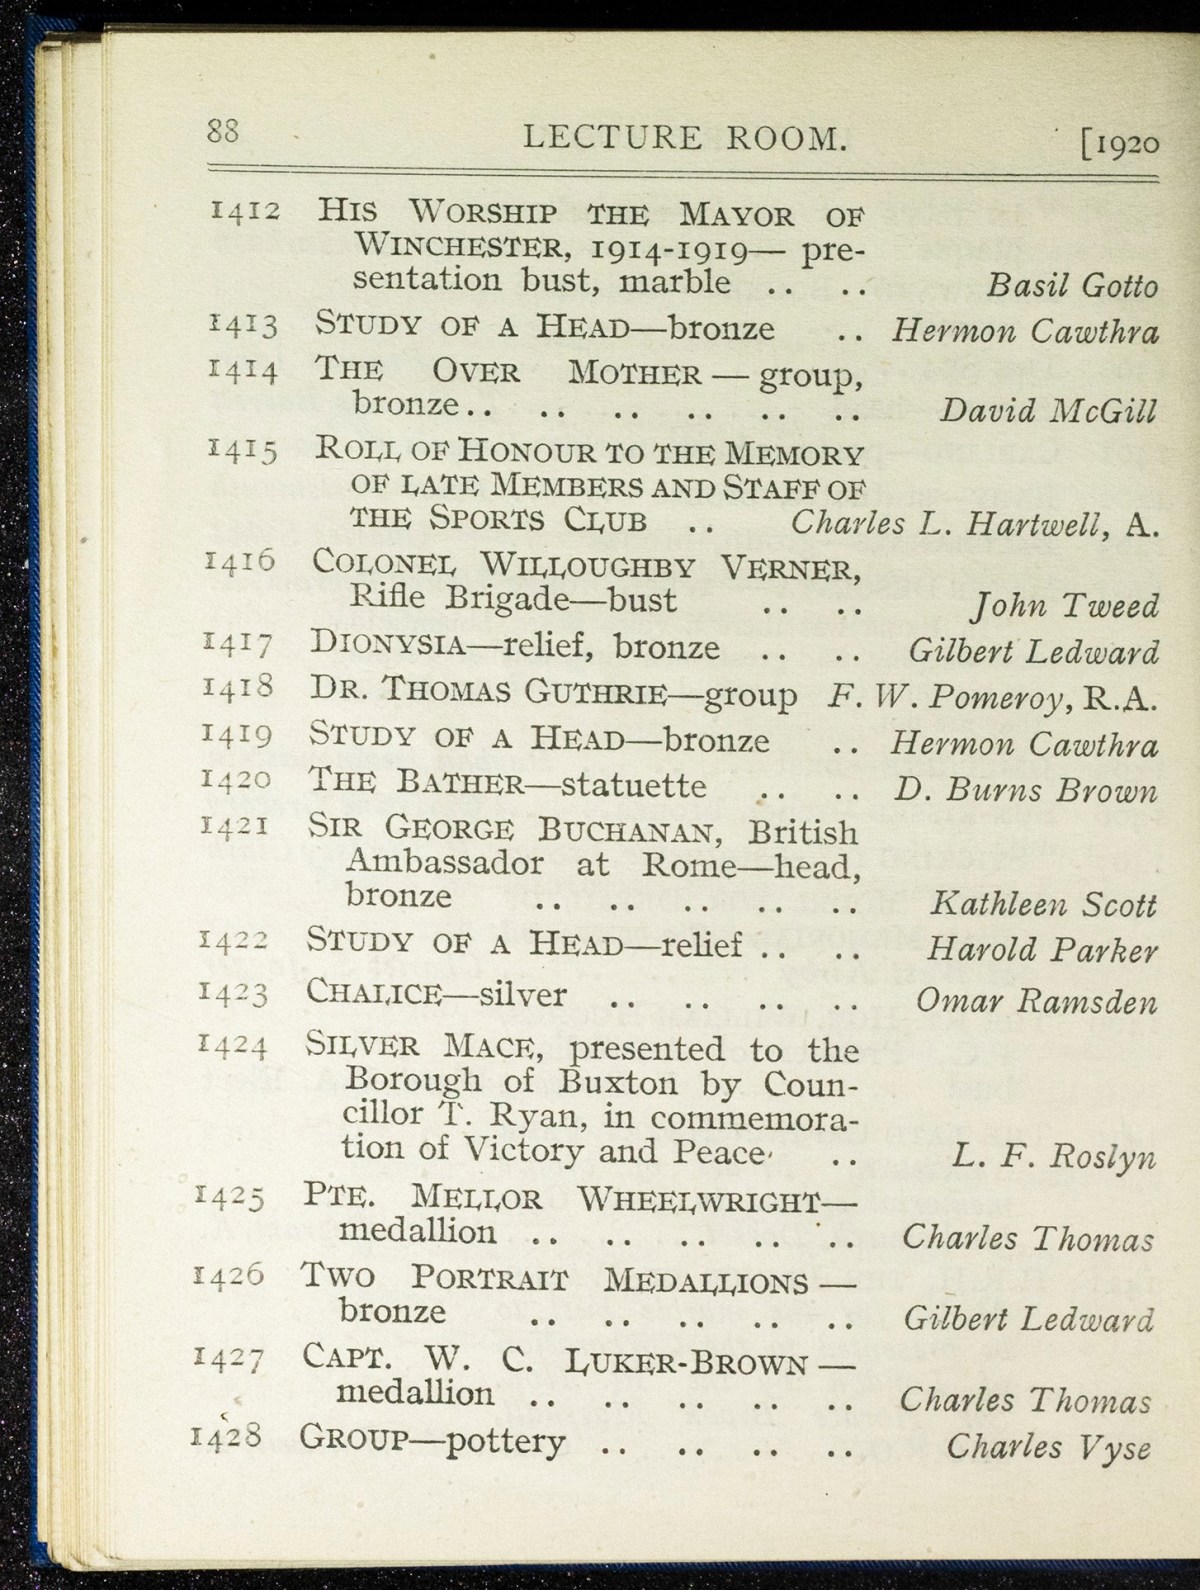 88 LECTURE ROOM. [1920
1412 His Worship the Mayor of
Winchester, 1914-1919— pre-
sentation bust, marble .. .. Basil Gotto
1413 Study of a Head—bronze .. Hermon Cawthra
1414 The Over Mother — group,
bronze .. .. .. .. .. .. David McGill
1415 Roll of Honour to the Memory
of late Members and Staff of
the Sports Club .. Charles L. Hartwell, A.
1416 Colonel Willoughby Verner,
Rifle Brigade—bust .. .. John Tweed
1417 Dionysia—relief, bronze .. .. Gilbert Ledward
1418 Dr. Thomas Guthrie—group F. W. Pomeroy, R.A.
1419 Study of a Head—bronze .. Hermon Cawthra
1420 The Bather—statuette .. .. D. Burns Brown
1421 Sir George Buchanan, British
Ambassador at Rome—head,
bronze .. .. .. .. .. Kathleen Scott
1422 Study of a Head—relief .. .. Harold Parker
1423 Chalice—silver .. .. .. .. Omar Ramsden
1424 Silver Mace, presented to the
Borough of Buxton by Coun-
cillor T. Ryan, in commemora-
tion of Victory and Peace .. L. F. Roslyn
1425 Pte. Mellor Wheelwright—
medallion .. .. .. .. .. Charles Thomas
1426 Two Portrait Medallions —
bronze .. .. .. .. .. Gilbert Ledward
1427 Capt. W. C. Luker-Brown —
medallion .. .. .. .. .. Charles Thomas
1428 Group—pottery .. .. .. .. Charles Vyse